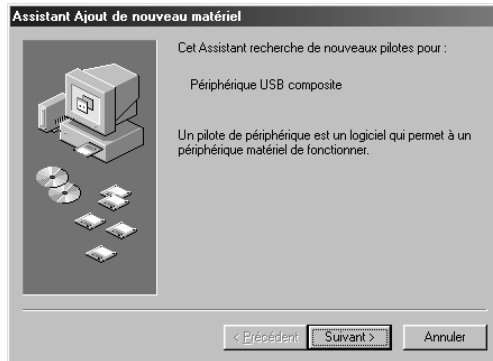 Assistant Ajout de nouveau matériel
Cet Assistant recherche de nouveaux pilotes pour :
Périphérique USB composite
Un pilote de périphérique est un logiciel qui permet à un
périphérique matériel de fonctionner.
< Précédent
Suivant >
Annuler